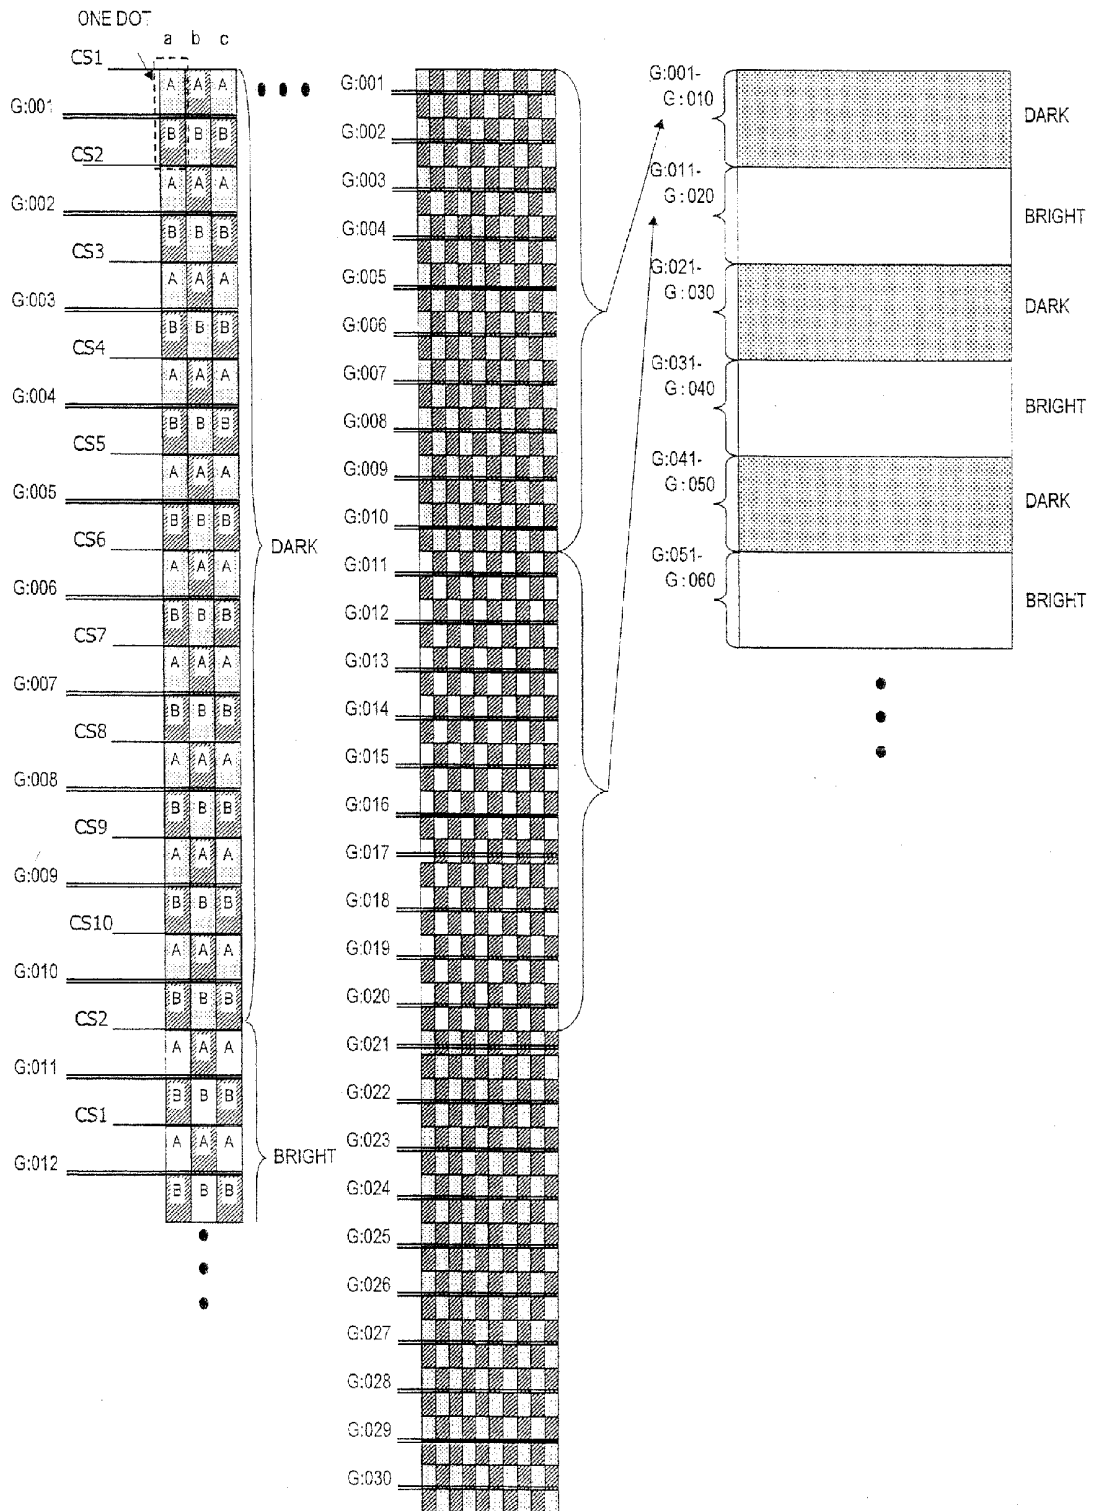 ONE DOT
a b c
CS1
G:001
CS2
G:002
CS3
G:003
CS4
G:004
CS5
G:005
CS6
G:006
CS7
G:007
CS8
G:008
CS9
G:009
CS10
G:010
CS2
G:011
CS1
G:012
A A A
B B B
A A A
B B B
A A A
B B B
A A A
B B B
A A A
B B B
A A A
B B B
A A A
B B B
A A A
B B B
A A A
B B B
A A A
B B B
A A A
B B B
A A A
B B B
DARK
BRIGHT
G:001
G:002
G:003
G:004
G:005
G:006
G:007
G:008
G:009
G:010
G:011
G:012
G:013
G:014
G:015
G:016
G:017
G:018
G:019
G:020
G:021
G:022
G:023
G:024
G:025
G:026
G:027
G:028
G:029
G:030
G:001-
G:010
DARK
G:011-
G:020
BRIGHT
G:021-
G:030
DARK
G:031-
G:040
BRIGHT
G:041-
G:050
DARK
G:051-
G:060
BRIGHT